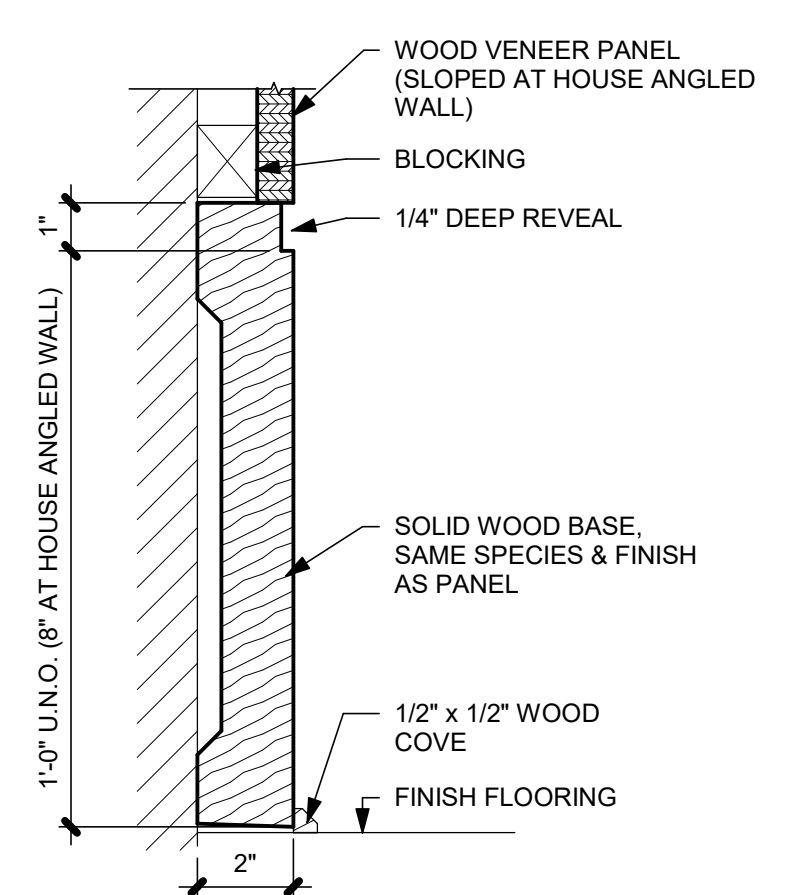 WOOD VENEER PANEL
(SLOPED AT HOUSE ANGLED
WALL)
BLOCKING
1/4" DEEP REVEAL
1"
1'-0" U.N.O. (8" AT HOUSE ANGLED WALL)
SOLID WOOD BASE,
SAME SPECIES & FINISH
AS PANEL
1/2" x 1/2" WOOD
COVE
FINISH FLOORING
2"